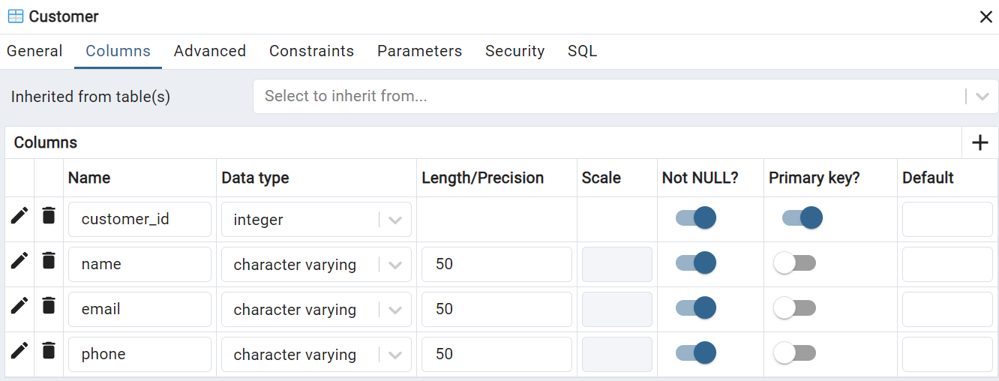 Customer
General Columns Advanced Constraints Parameters Security SQL
Inherited from table(s) Select to inherit from...
Columns
Name Data type Length/Precision Scale Not NULL? Primary key? Default
customer_id integer
name character varying 50
email character varying 50
phone character varying 50